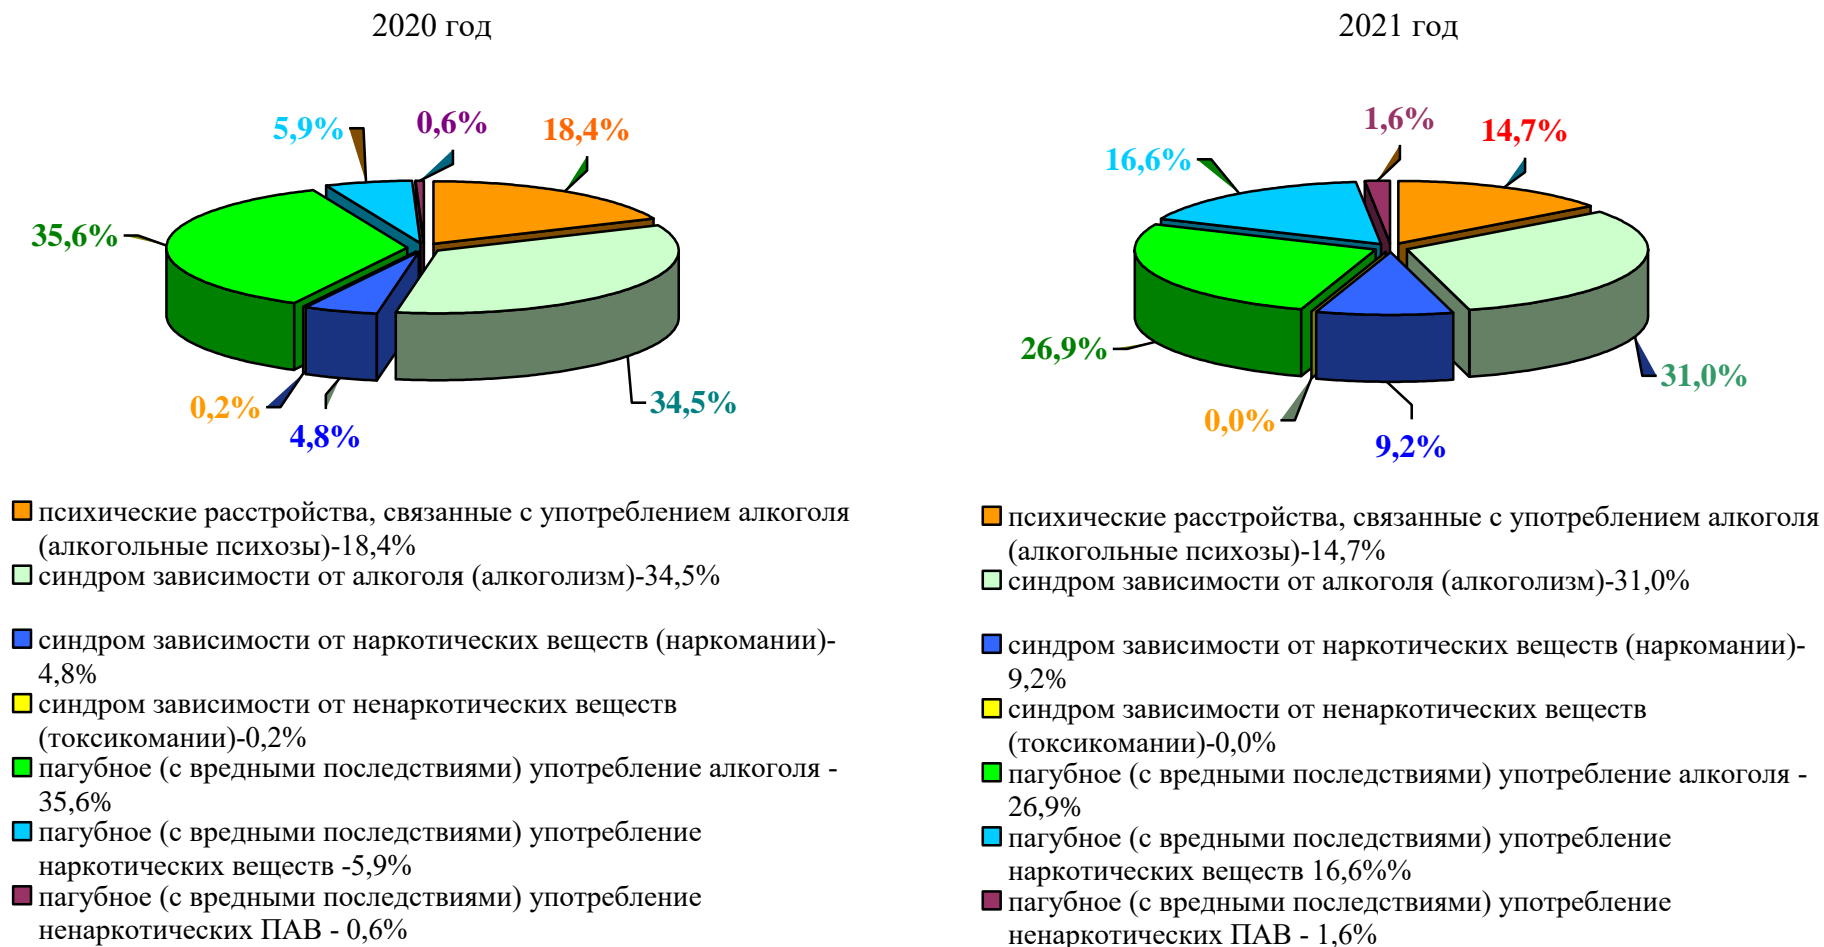 2020 год
5,9%
0,6%
18,4%
35,6%
0,2%
4,8%
34,5%
психические расстройства, связанные с употреблением алкоголя
(алкогольные психозы)-18,4%
синдром зависимости от алкоголя (алкоголизм)-34,5%
синдром зависимости от наркотических веществ (наркомании)-
4,8%
синдром зависимости от ненаркотических веществ
(токсикомании)-0,2%
пагубное (с вредными последствиями) употребление алкоголя -
35,6%
пагубное (с вредными последствиями) употребление
наркотических веществ -5,9%
пагубное (с вредными последствиями) употребление
ненаркотических ПАВ - 0,6%
2021 год
1,6%
14,7%
16,6%
26,9%
0,0%
9,2%
31,0%
психические расстройства, связанные с употреблением алкоголя
(алкогольные психозы)-14,7%
синдром зависимости от алкоголя (алкоголизм)-31,0%
синдром зависимости от наркотических веществ (наркомании)-
9,2%
синдром зависимости от ненаркотических веществ
(токсикомании)-0,0%
пагубное (с вредными последствиями) употребление алкоголя -
26,9%
пагубное (с вредными последствиями) употребление
наркотических веществ 16,6%%
пагубное (с вредными последствиями) употребление
ненаркотических ПАВ - 1,6%